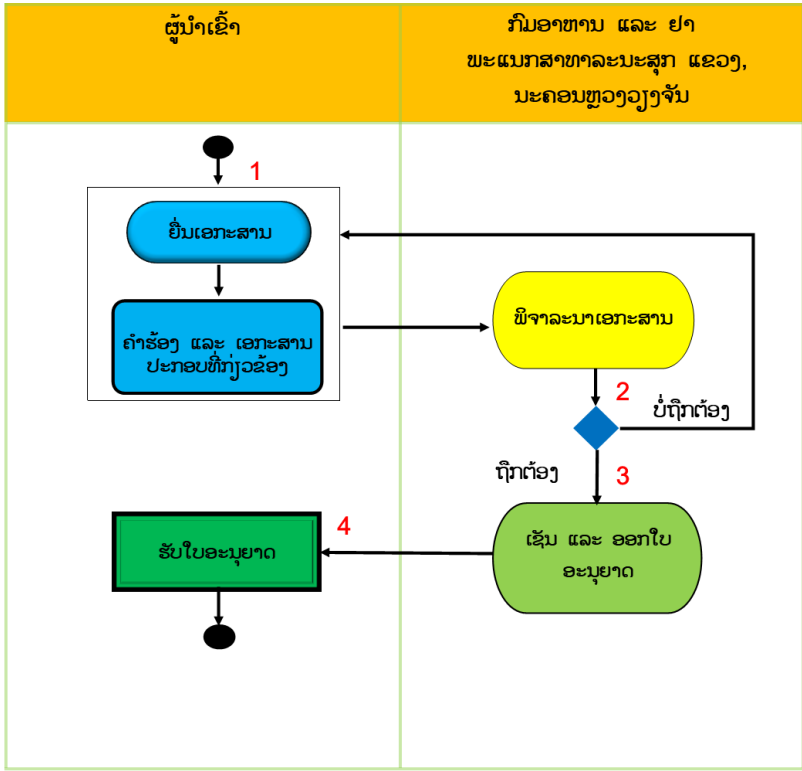 ຜູ້ນຳເຂົ້າ
ກົມອາຫານ ແລະ ຢາ
ພະແນກສາທາລະນະສຸກ ແຂວງ,
ນະຄອນຫຼວງວຽງຈັນ
1
ຍື່ນເອກະສານ
ຄຳຮ້ອງ ແລະ ເອກະສານ
ປະກອບທີ່ກ່ຽວຂ້ອງ
ພິຈາລະນາເອກະສານ
2
ບໍ່ຖືກຕ້ອງ
ຖືກຕ້ອງ
3
ເຊັນ ແລະ ອອກໃບ
ອະນຸຍາດ
4
ຮັບໃບອະນຸຍາດ